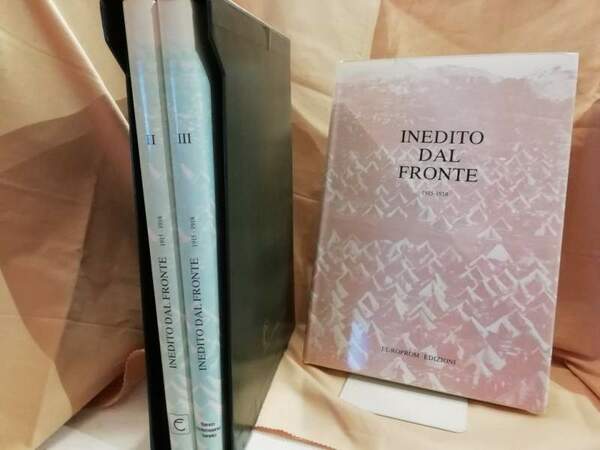 II
INEDITO DAL FRONTE 1915 - 1918
III
INEDITO DAL FRONTE 1915 - 1918
INEDITO
DAL
FRONTE
1915-1918
EUROPROM EDIZIONI